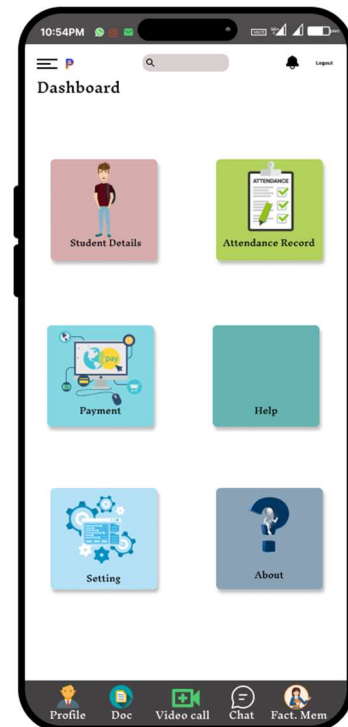 10:54PM
P
Logout
Dashboard
ATTENDANCE
Student Details
Attendance Record
pay
Payment
Help
Setting
About
Profile
Doc
Video call
Chat
Fact. Mem